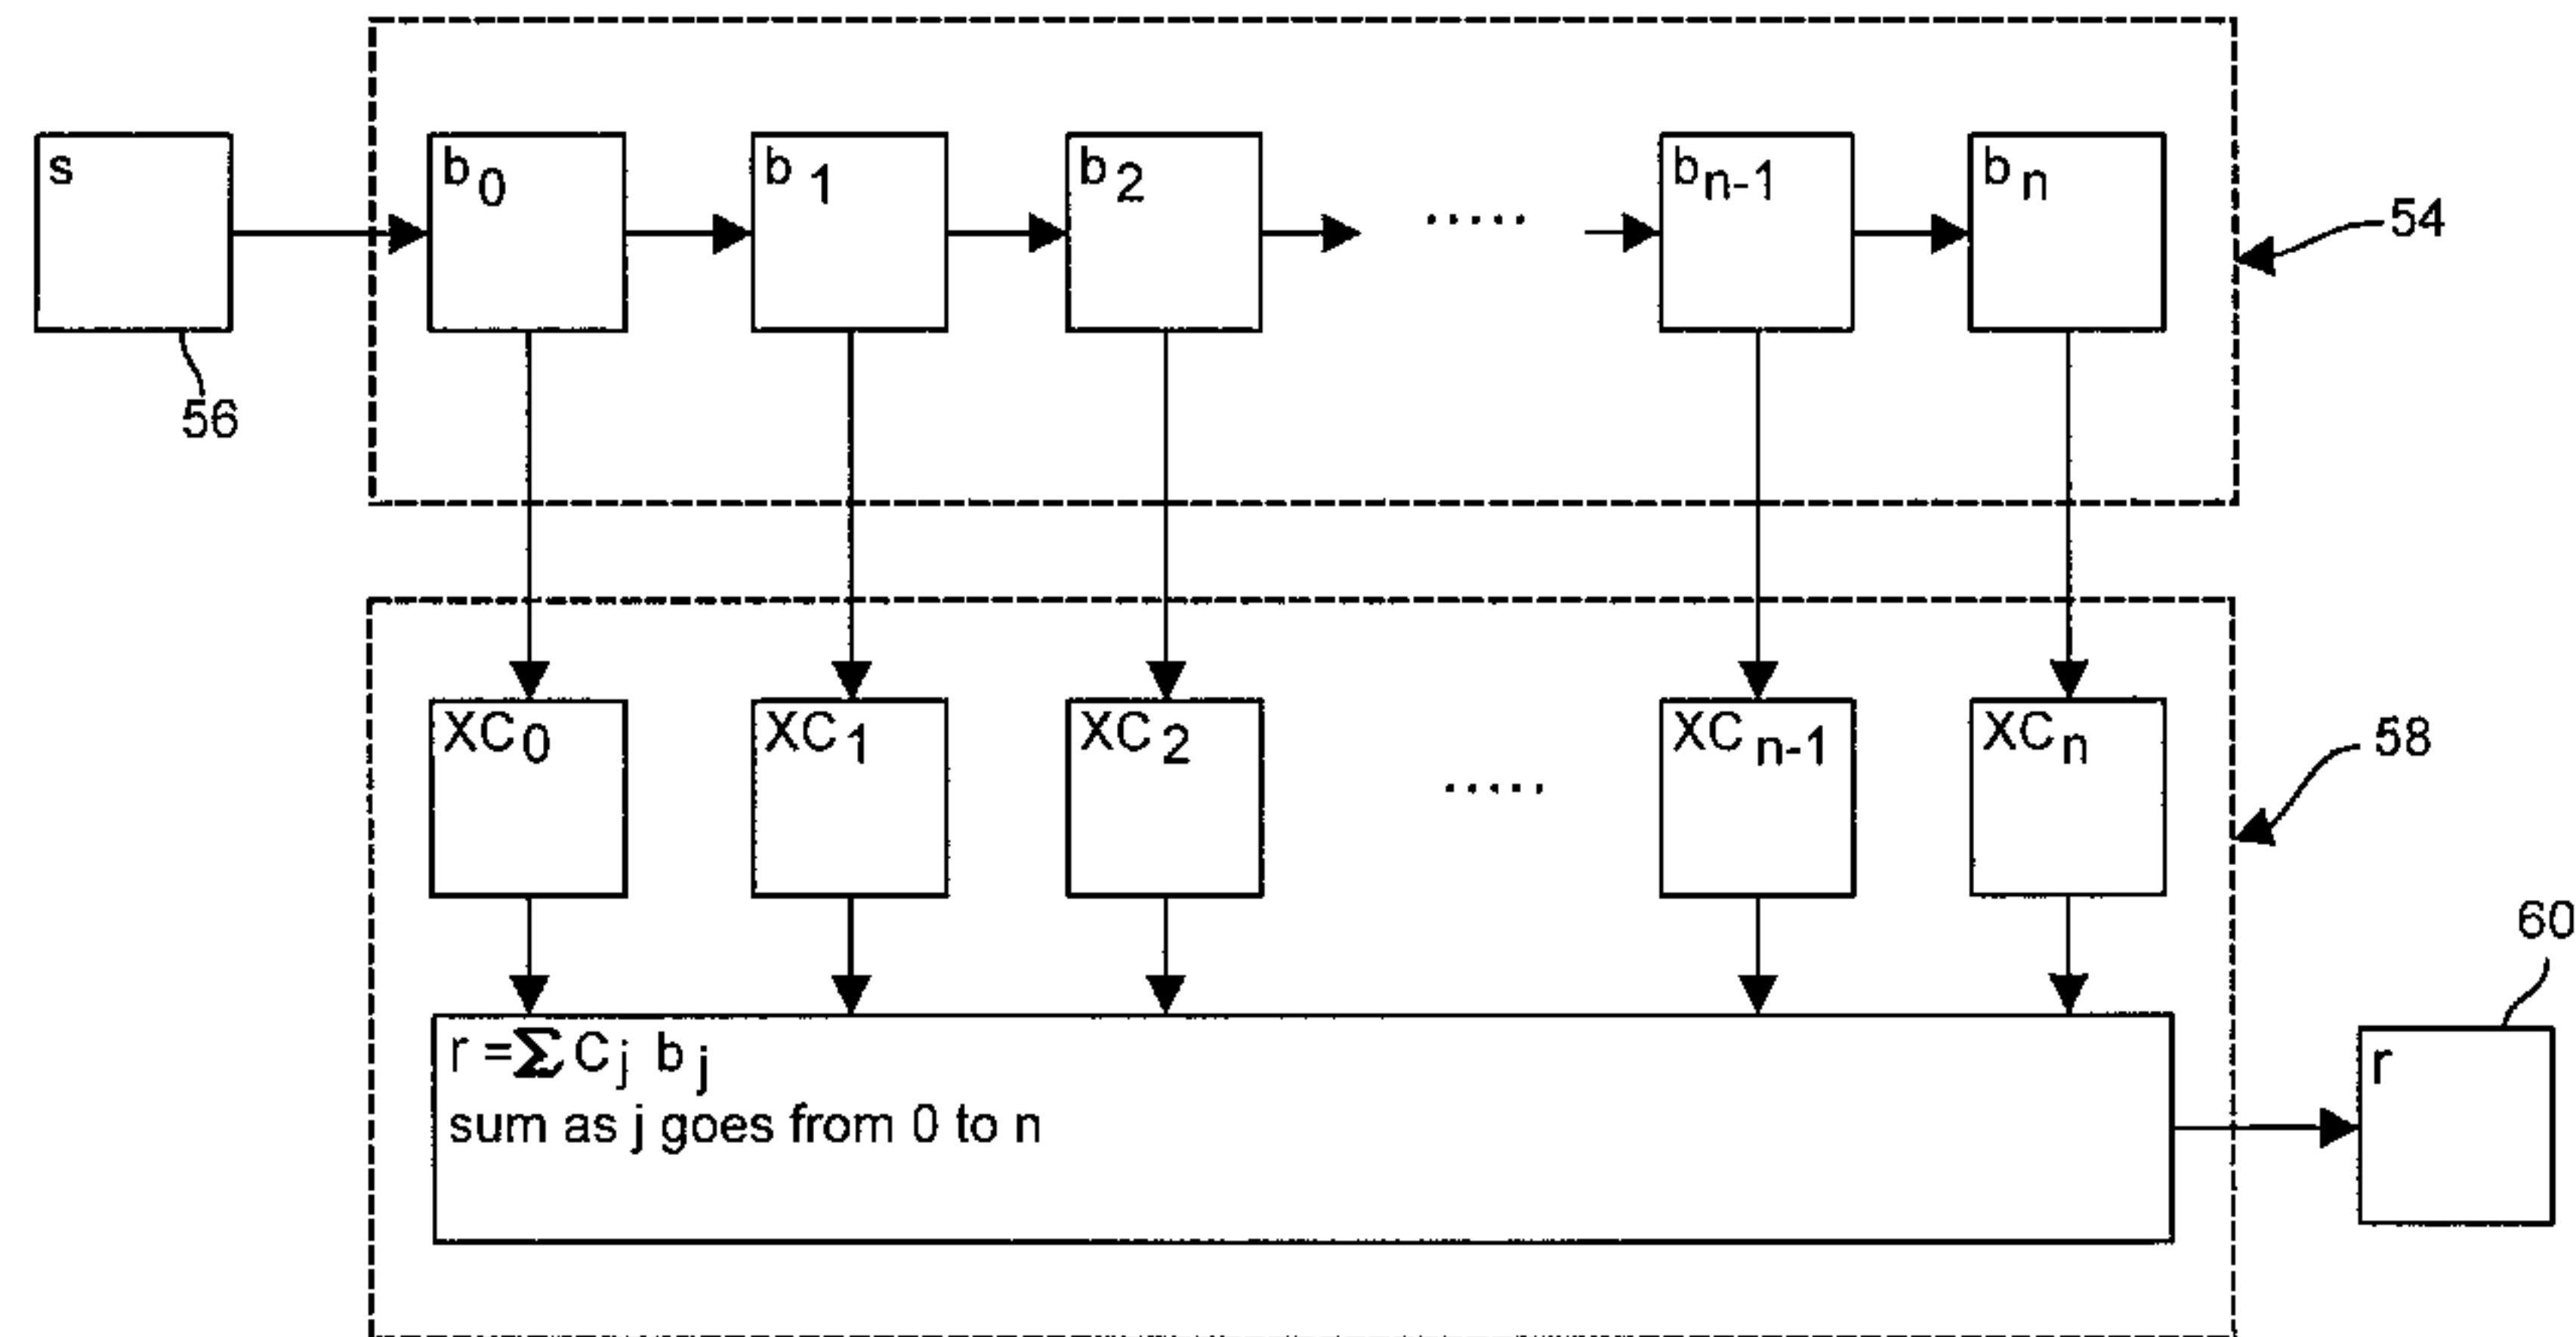 s
b0
b1
b2
.....
bn-1
bn
54
56
XC0
XC1
XC2
.....
XCn-1
XCn
58
60
r =∑Cj bj
sum as j goes from 0 to n
r